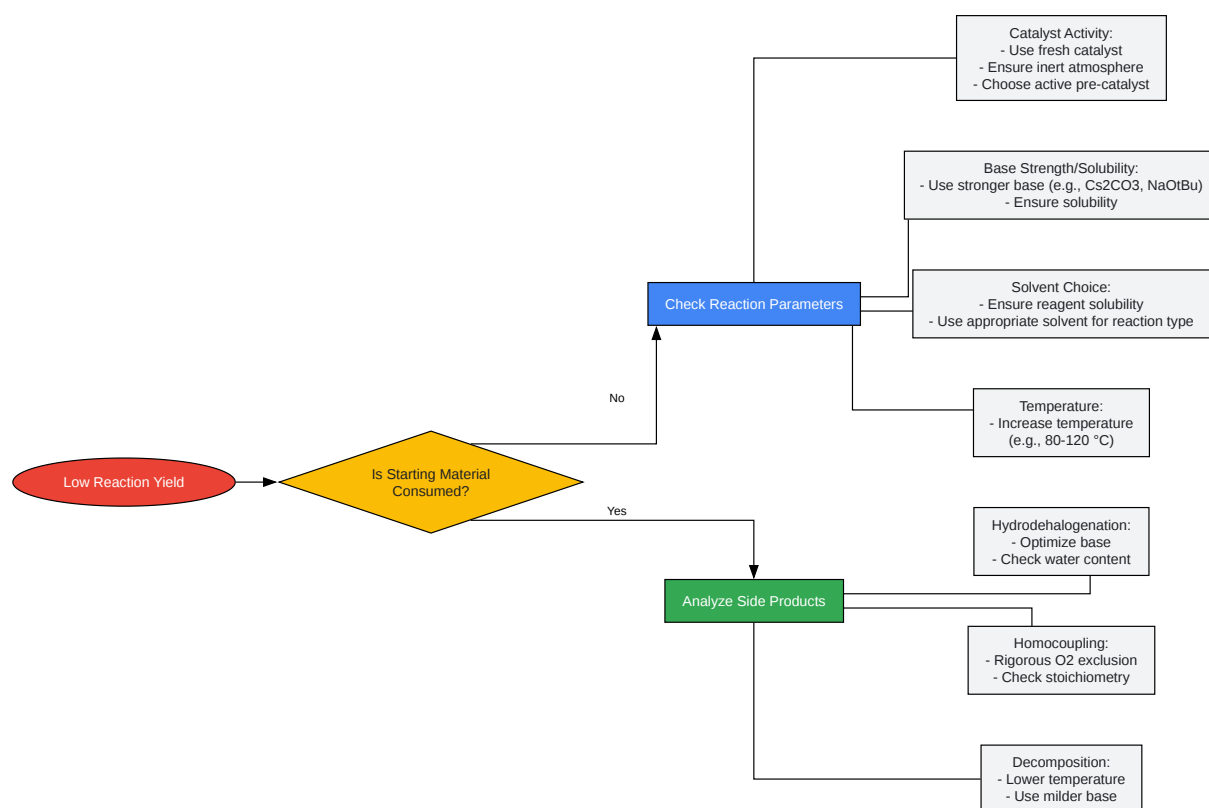 Catalyst Activity:
- Use fresh catalyst
- Ensure inert atmosphere
- Choose active pre-catalyst
Base Strength/Solubility:
- Use stronger base (e.g., Cs2CO3, NaOtBu)
- Ensure solubility
Solvent Choice:
- Ensure reagent solubility
- Use appropriate solvent for reaction type
Check Reaction Parameters
Temperature:
- Increase temperature
(e.g., 80-120 °C)
No
Low Reaction Yield
Is Starting Material
Consumed?
Yes
Hydrodehalogenation:
- Optimize base
- Check water content
Analyze Side Products
Homocoupling:
- Rigorous O2 exclusion
- Check stoichiometry
Decomposition:
- Lower temperature
- Use milder base